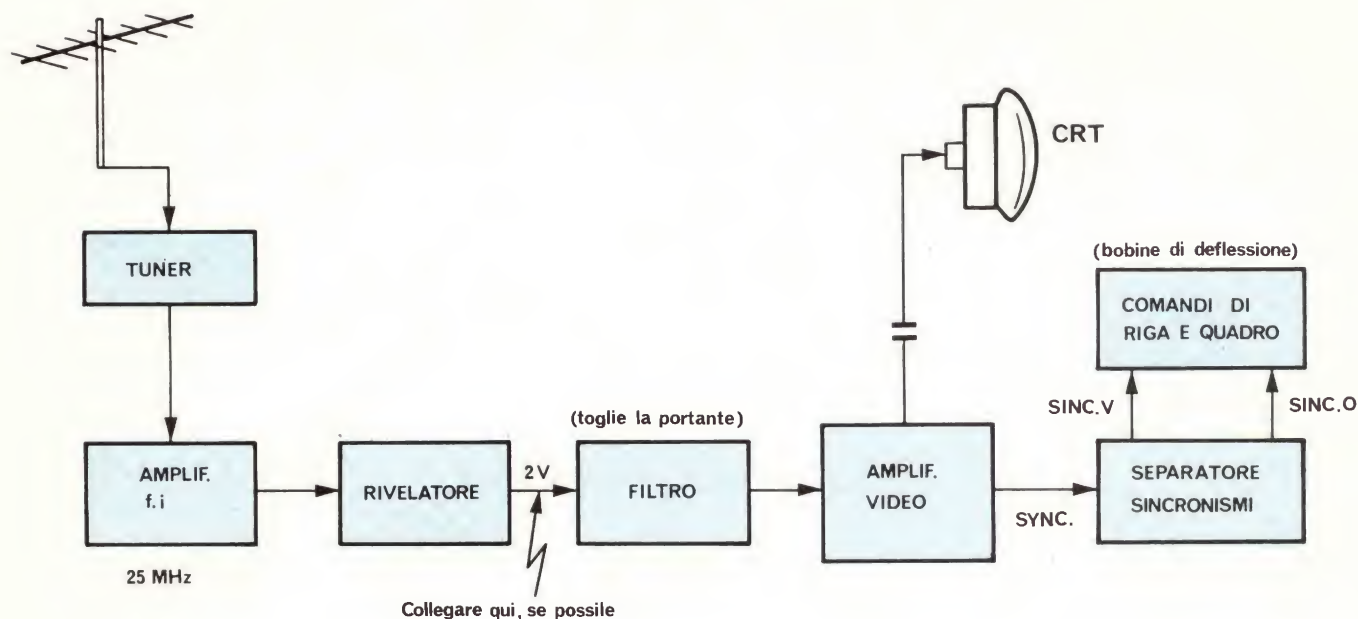 CRT
TUNER
(bobine di deflessione)
COMANDI DI
RIGA E QUADRO
SINC.V
SINC.O
(toglie la portante)
AMPLIF.
f.i
RIVELATORE
2V
FILTRO
AMPLIF.
VIDEO
SYNC.
SEPARATORE
SINCRONISMI
25 MHz
Collegare qui, se possile